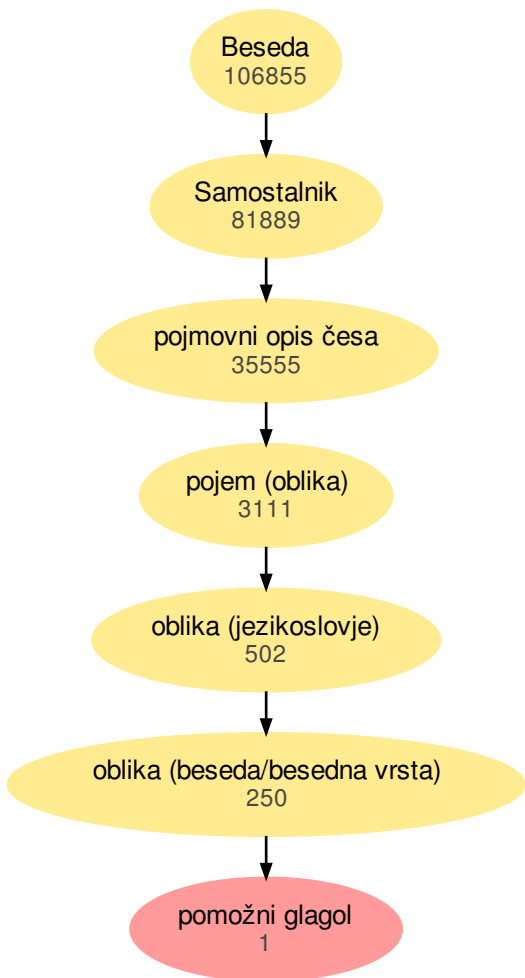 Beseda
106855
Samostalnik
81889
pojmovni opis česa
35555
pojem (oblika)
3111
oblika (jezikoslovje)
502
oblika (beseda/besedna vrsta)
250
pomožni glagol
1